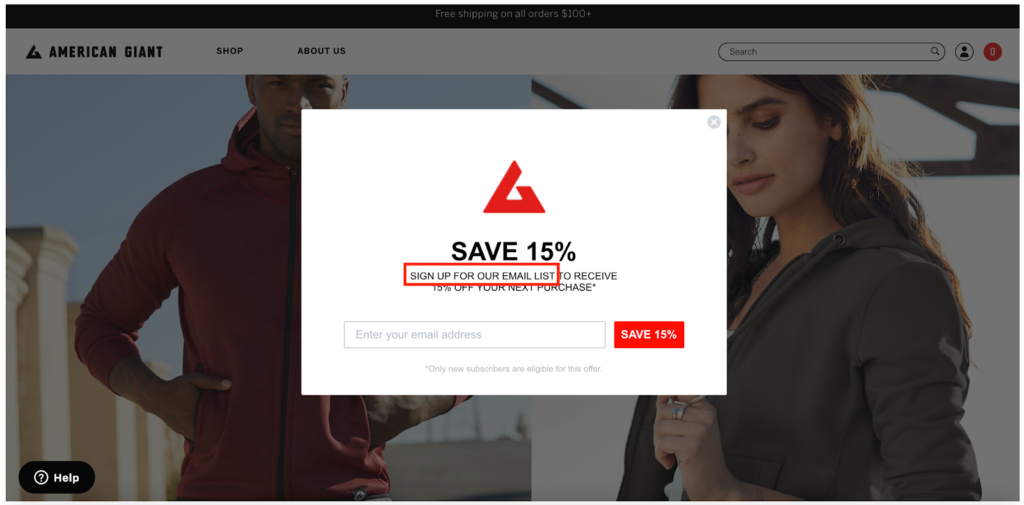 Free shipping on all orders $100+
AMERICAN GIANT
SHOP
ABOUT US
Search
0
SAVE 15%
SIGN UP FOR OUR EMAIL LIST TO RECEIVE
15% OFF YOUR NEXT PURCHASE*
Enter your email address
SAVE 15%
*Only new subscribers are eligible for this offer.
? Help